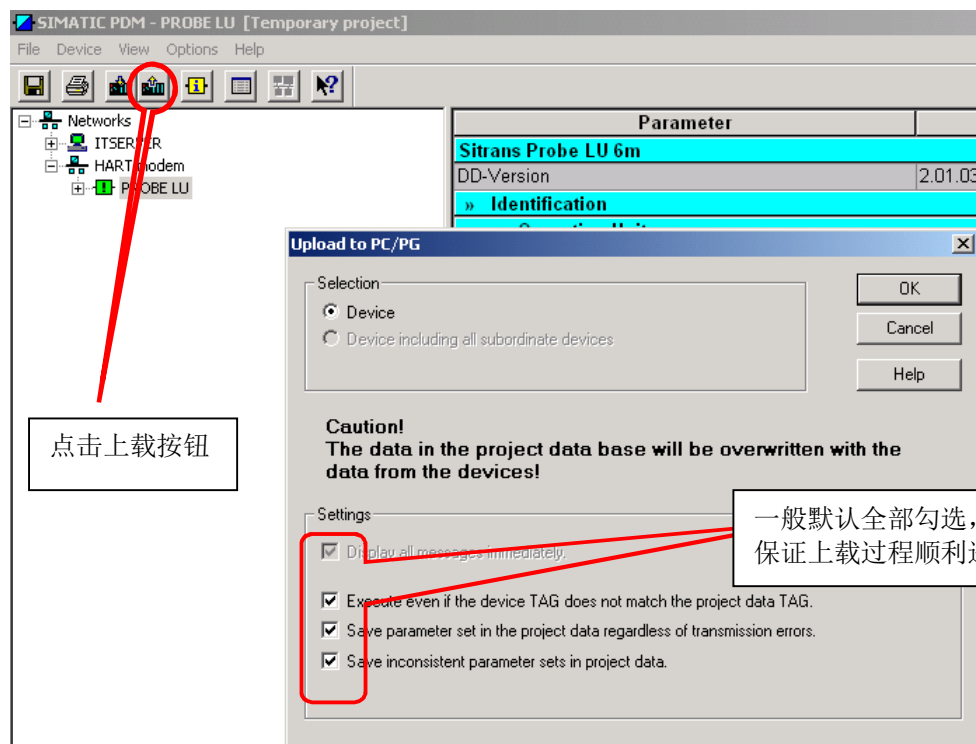 SIMATIC PDM - PROBE LU [Temporary project]
File Device View Options Help
Networks
ITSERVER
HART modem
PROBE LU
Parameter
Sitrans Probe LU 6m
DD-Version 2.01.03
» Identification
Upload to PC/PG
Selection
Device
Device including all subordinate devices
OK
Cancel
Help
点击上载按钮
Caution!
The data in the project data base will be overwritten with the
data from the devices!
Settings
Display all messages immediately.
Execute even if the device TAG does not match the project data TAG.
Save parameter set in the project data regardless of transmission errors.
Save inconsistent parameter sets in project data.
一般默认全部勾选，
保证上载过程顺利